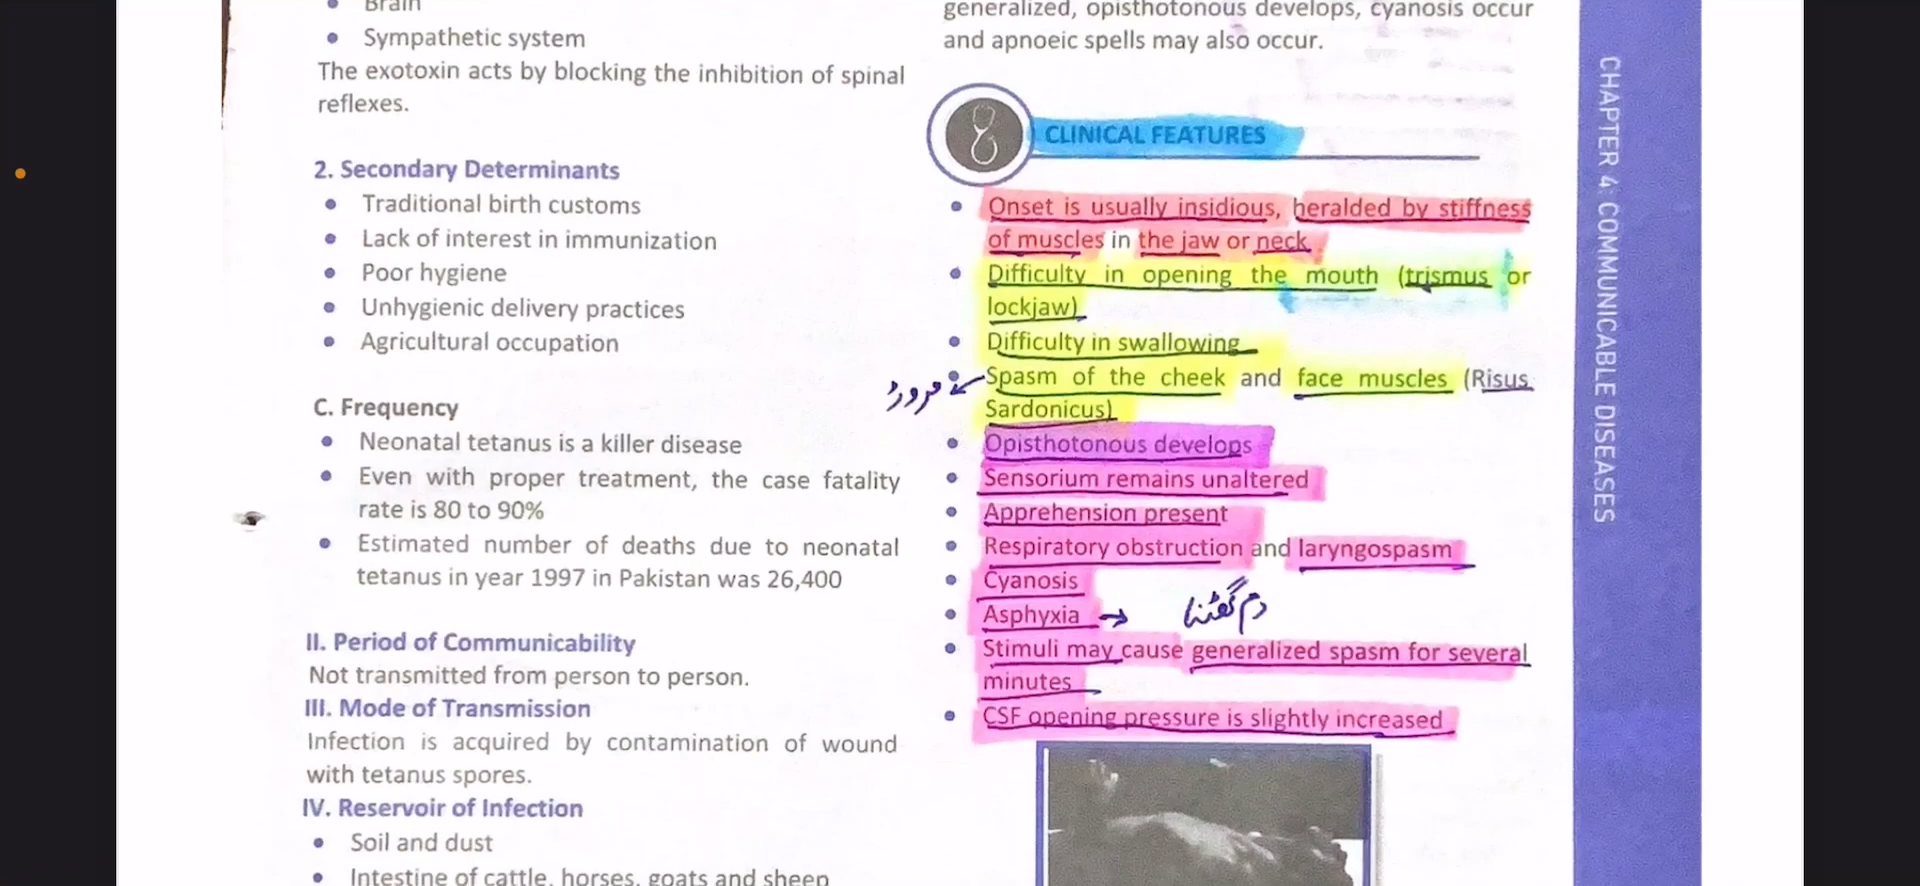 Brain
Sympathetic system
The exotoxin acts by blocking the inhibition of spinal
reflexes.
2. Secondary Determinants
Traditional birth customs
Lack of interest in immunization
Poor hygiene
Unhygienic delivery practices
Agricultural occupation
C. Frequency
Neonatal tetanus is a killer disease
Even with proper treatment, the case fatality
rate is 80 to 90%
Estimated number of deaths due to neonatal
tetanus in year 1997 in Pakistan was 26,400
II. Period of Communicability
Not transmitted from person to person.
III. Mode of Transmission
Infection is acquired by contamination of wound
with tetanus spores.
IV. Reservoir of Infection
Soil and dust
Intestine of cattle, horses, goats and sheep
generalized, opisthotonous develops, cyanosis occur
and apnoeic spells may also occur.
CLINICAL FEATURES
Onset is usually insidious, heralded by stiffness
of muscles in the jaw or neck
Difficulty in opening the mouth (trismus or
lockjaw)
Difficulty in swallowing
Spasm of the cheek and face muscles (Risus
Sardonicus)
مروڑ
Opisthotonous develops
Sensorium remains unaltered
Apprehension present
Respiratory obstruction and laryngospasm
Cyanosis
Asphyxia → دم گھٹنا
Stimuli may cause generalized spasm for several
minutes
CSF opening pressure is slightly increased
CHAPTER 4: COMMUNICABLE DISEASES